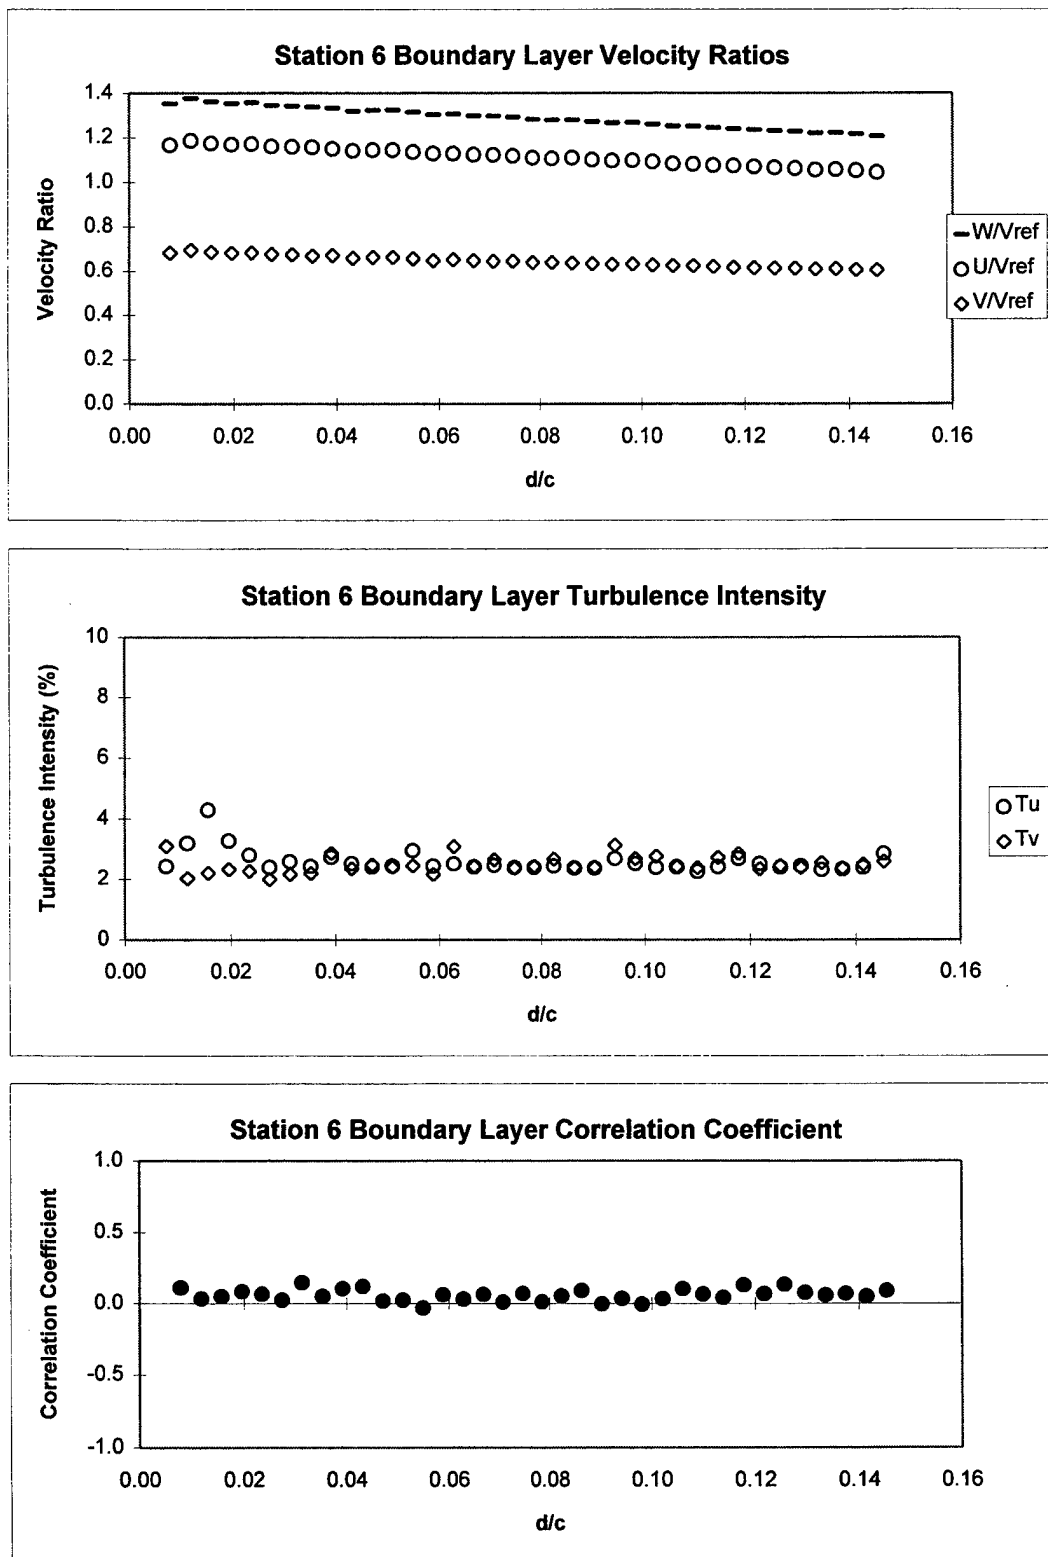 Station 6 Boundary Layer Velocity Ratios
1.4
1.2
1.0
0.8
0.6
0.4
0.2
0.0
Velocity Ratio
0.00 0.02 0.04 0.06 0.08 0.10 0.12 0.14 0.16
d/c
W/Vref
U/Vref
V/Vref
Station 6 Boundary Layer Turbulence Intensity
10
8
6
4
2
0
Turbulence Intensity (%)
0.00 0.02 0.04 0.06 0.08 0.10 0.12 0.14 0.16
d/c
Tu
Tv
Station 6 Boundary Layer Correlation Coefficient
1.0
0.5
0.0
-0.5
-1.0
Correlation Coefficient
0.00 0.02 0.04 0.06 0.08 0.10 0.12 0.14 0.16
d/c